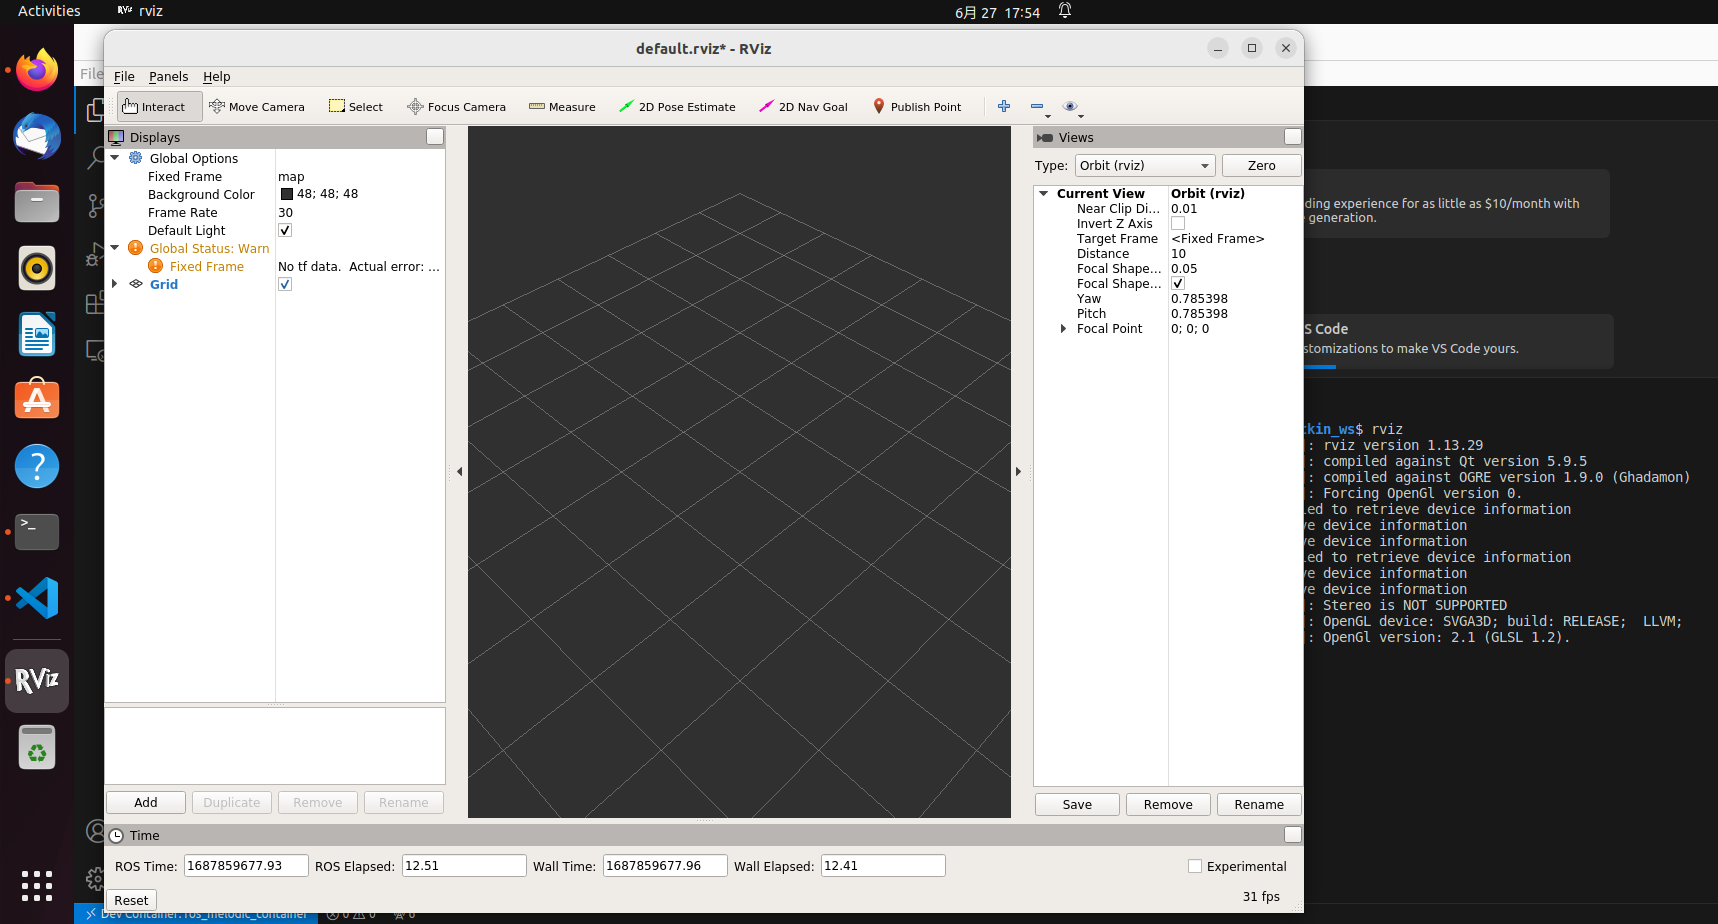 Activities
RViz rviz
6月 27 17:54
File
default.rviz* - RViz
File Panels Help
Interact
Move Camera
Select
Focus Camera
Measure
2D Pose Estimate
2D Nav Goal
Publish Point
Displays
Global Options
Fixed Frame map
Background Color 48; 48; 48
Frame Rate 30
Default Light ✓
Global Status: Warn
Fixed Frame No tf data. Actual error: ...
Grid ✓
Add
Duplicate
Remove
Rename
Views
Type: Orbit (rviz) Zero
Current View Orbit (rviz)
Near Clip Di... 0.01
Invert Z Axis
Target Frame <Fixed Frame>
Distance 10
Focal Shape... 0.05
Focal Shape... ✓
Yaw 0.785398
Pitch 0.785398
Focal Point 0; 0; 0
Save
Remove
Rename
ding experience for as little as $10/month with
generation.
S Code
stomizations to make VS Code yours.
tkin_ws$ rviz
]: rviz version 1.13.29
]: compiled against Qt version 5.9.5
]: compiled against OGRE version 1.9.0 (Ghadamon)
]: Forcing OpenGl version 0.
led to retrieve device information
ve device information
ve device information
led to retrieve device information
ve device information
ve device information
]: Stereo is NOT SUPPORTED
]: OpenGL device: SVGA3D; build: RELEASE; LLVM;
]: OpenGl version: 2.1 (GLSL 1.2).
RViz
Time
ROS Time: 1687859677.93 ROS Elapsed: 12.51 Wall Time: 1687859677.96 Wall Elapsed: 12.41 Experimental
Reset
31 fps
Dev Container: ros_melodic_container